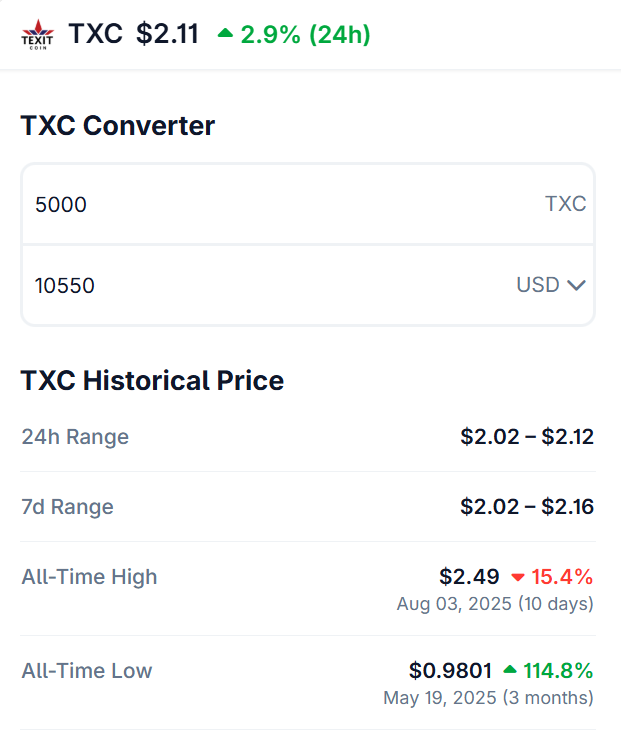 TEXIT
COIN
TXC $2.11 2.9% (24h)
TXC Converter
5000 TXC
10550 USD
TXC Historical Price
24h Range $2.02 – $2.12
7d Range $2.02 – $2.16
All-Time High $2.49 15.4%
Aug 03, 2025 (10 days)
All-Time Low $0.9801 114.8%
May 19, 2025 (3 months)